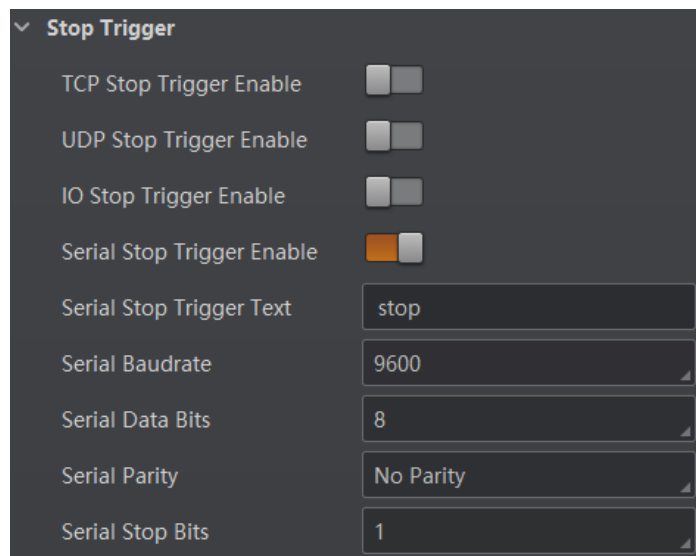 Stop Trigger
TCP Stop Trigger Enable
UDP Stop Trigger Enable
IO Stop Trigger Enable
Serial Stop Trigger Enable
Serial Stop Trigger Text stop
Serial Baudrate 9600
Serial Data Bits 8
Serial Parity No Parity
Serial Stop Bits 1